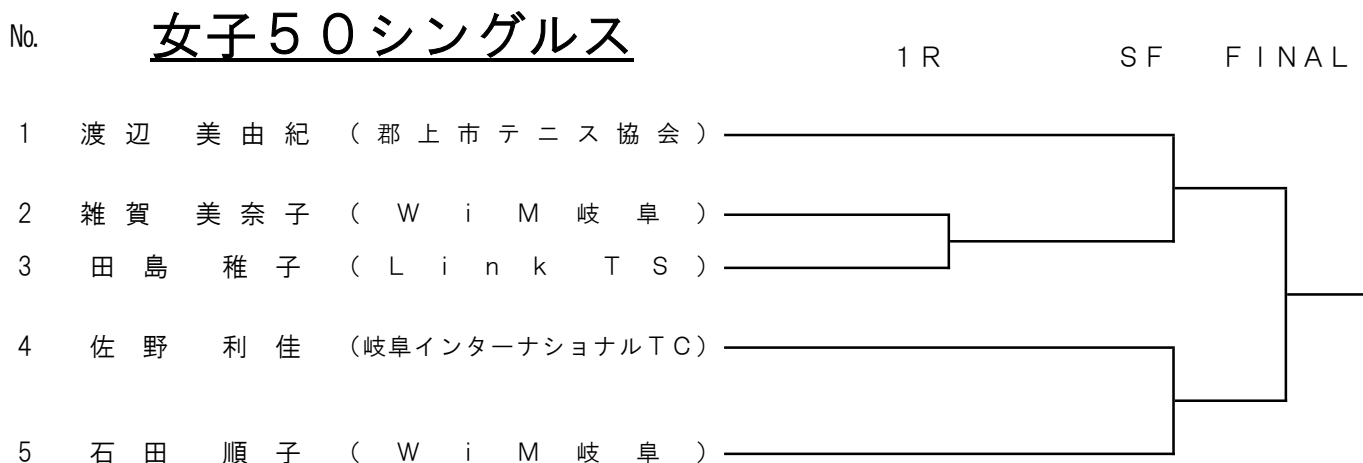 No. 女子50シングルス
1R SF FINAL
1 渡辺 美由紀 (郡上市テニス協会)
2 雑賀 美奈子 (WiM岐阜)
3 田島 稚子 (Link TS)
4 佐野 利佳 (岐阜インターナショナルTC)
5 石田 順子 (WiM岐阜)